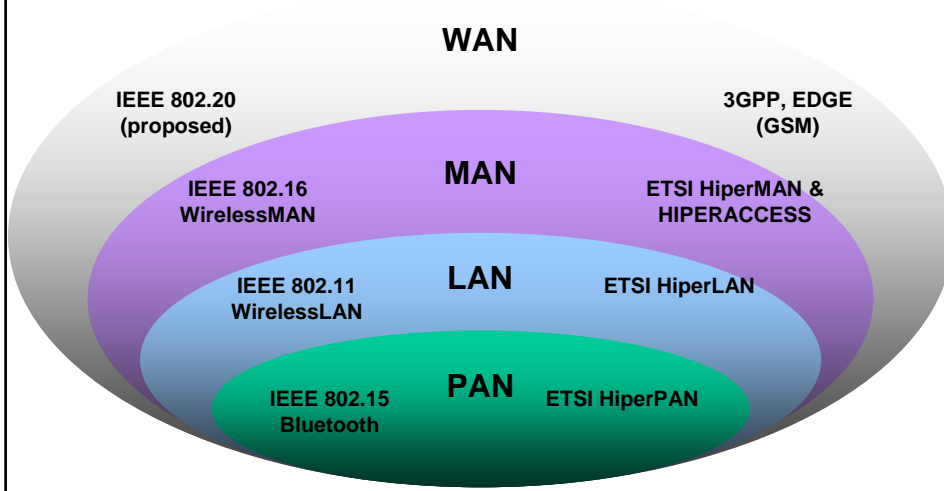 WAN
IEEE 802.20
(proposed)
3GPP, EDGE
(GSM)
MAN
IEEE 802.16
WirelessMAN
ETSI HiperMAN &
HIPERACCESS
LAN
IEEE 802.11
WirelessLAN
ETSI HiperLAN
PAN
IEEE 802.15
Bluetooth
ETSI HiperPAN